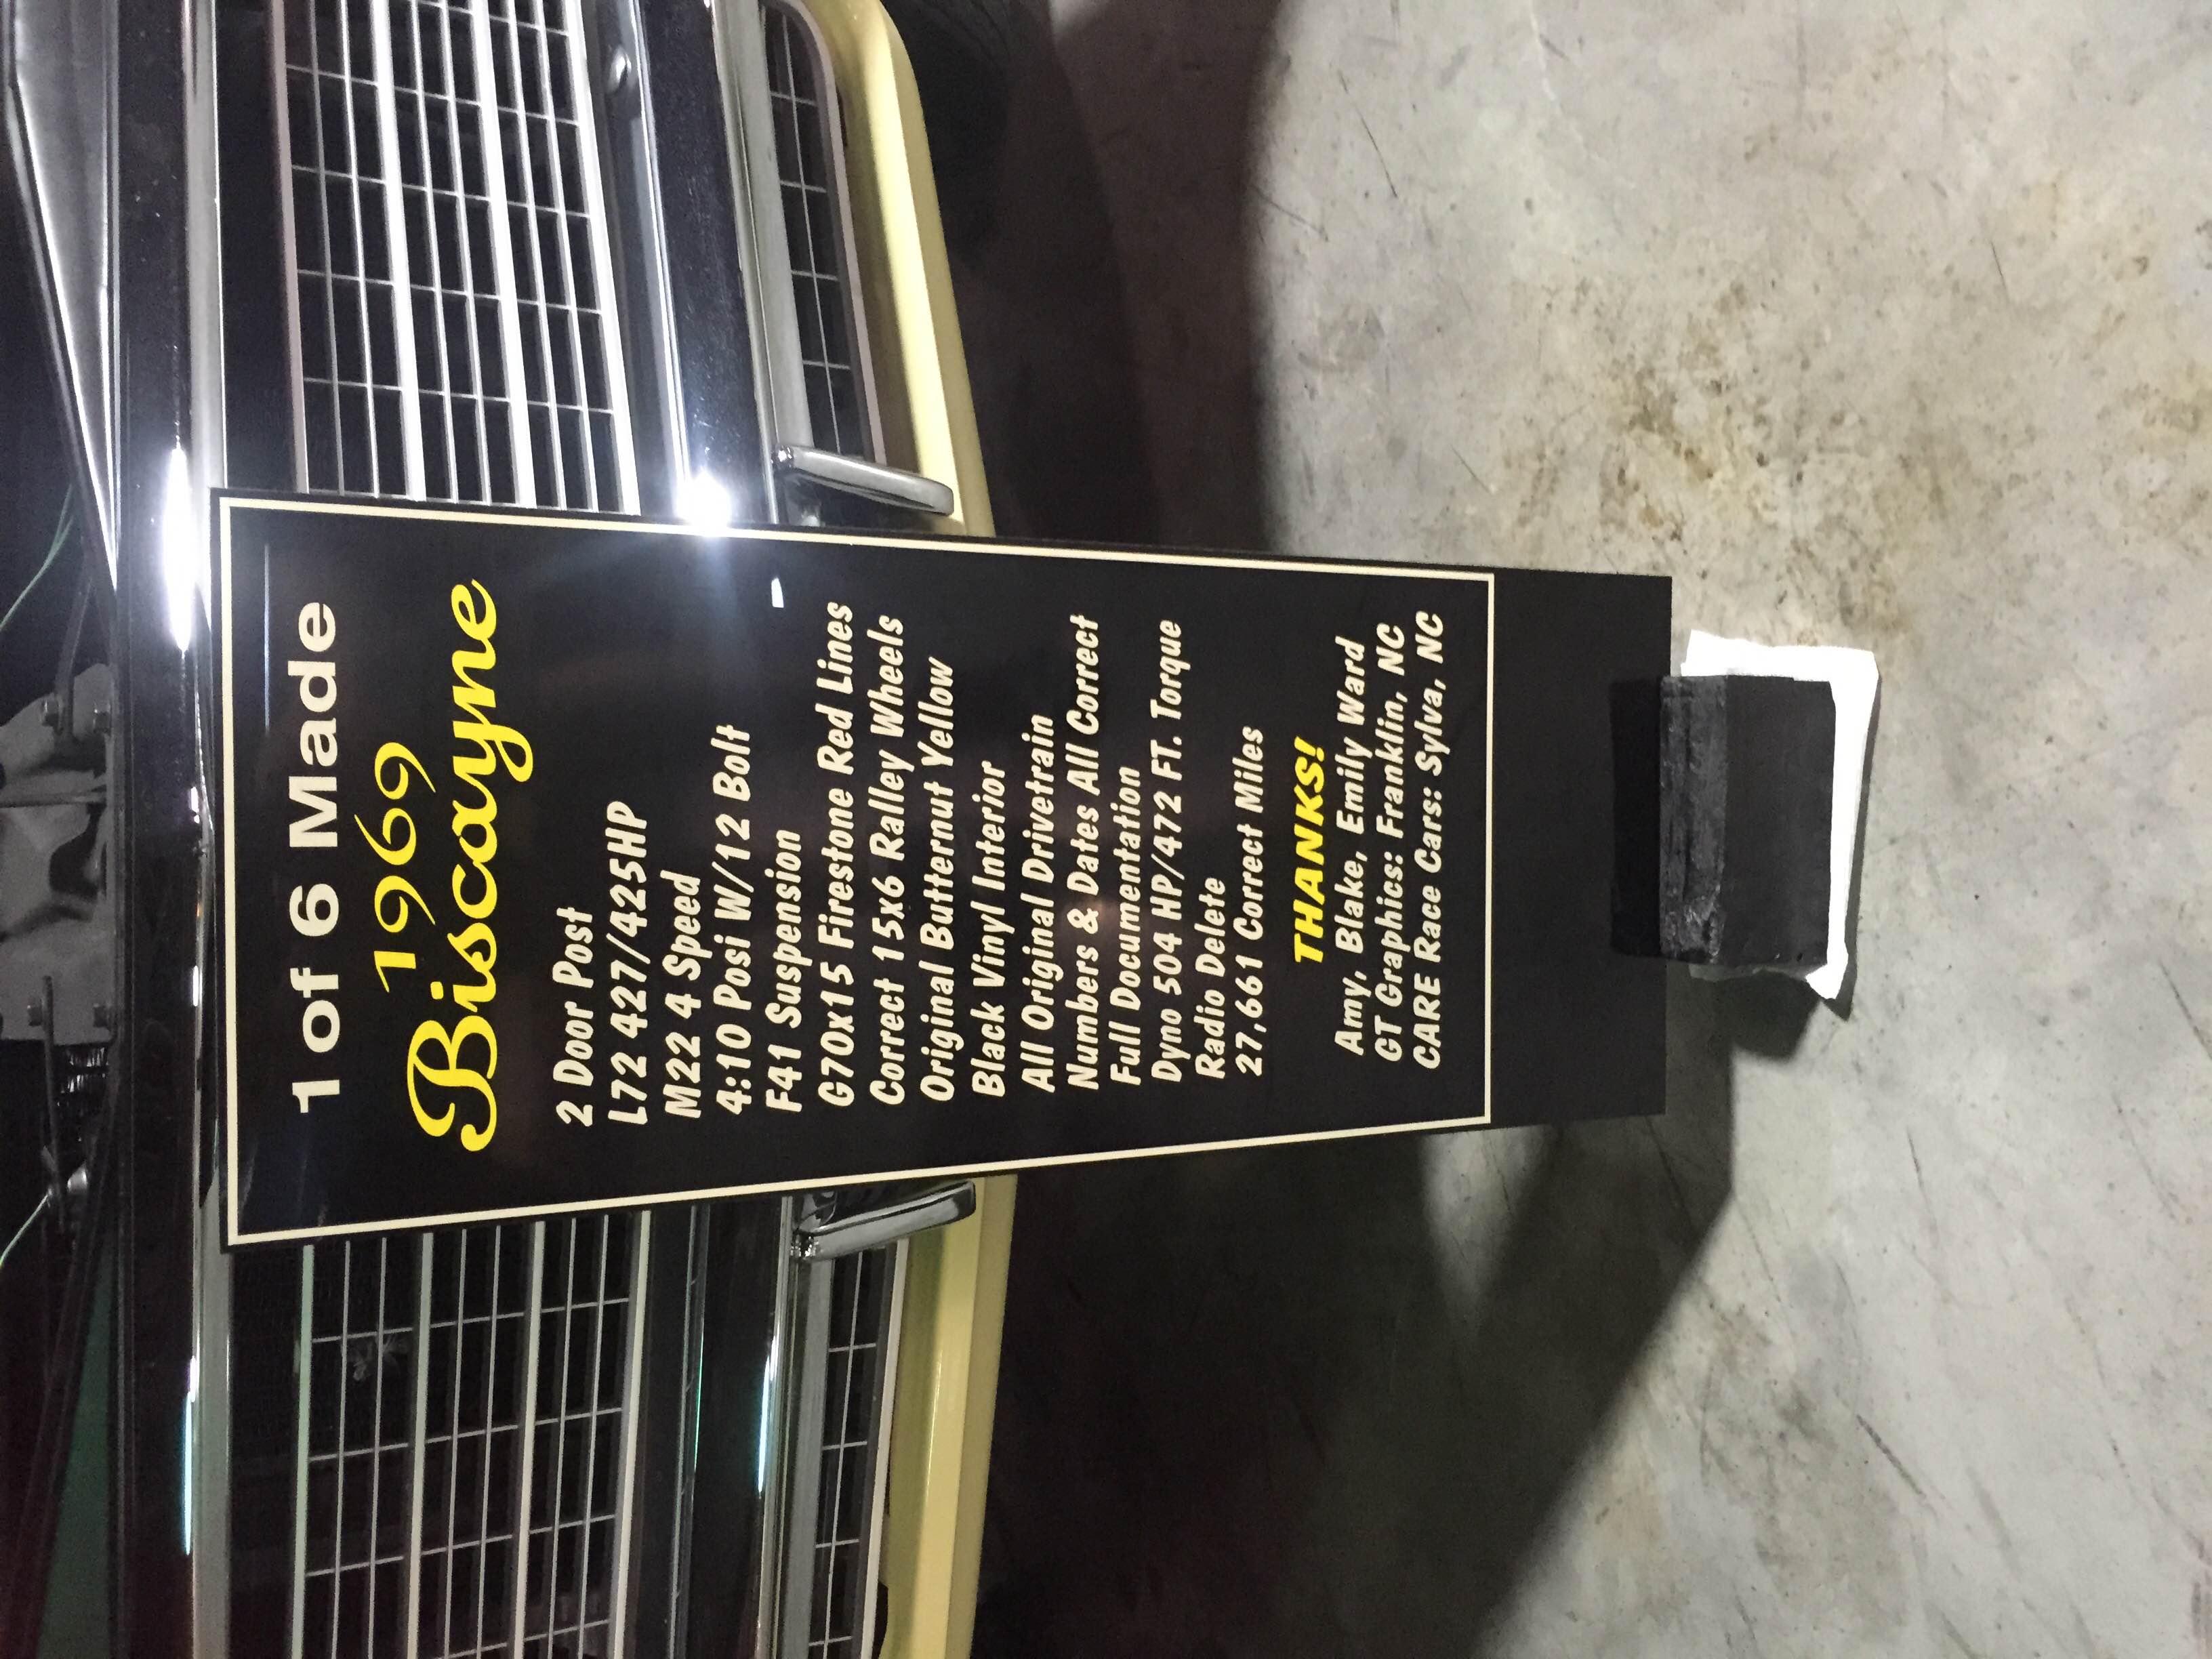 1 of 6 Made
1969
Biscayne
2 Door Post
L72 427/425HP
M22 4 Speed
4:10 Posi W/12 Bolt
F41 Suspension
G70x15 Firestone Red Lines
Correct 15x6 Ralley Wheels
Original Butternut Yellow
Black Vinyl Interior
All Original Drivetrain
Numbers & Dates All Correct
Full Documentation
Dyno 504 HP/472 FT. Torque
Radio Delete
27,661 Correct Miles
THANKS!
Amy, Blake, Emily Ward
GT Graphics: Franklin, NC
CARE Race Cars: Sylva, NC